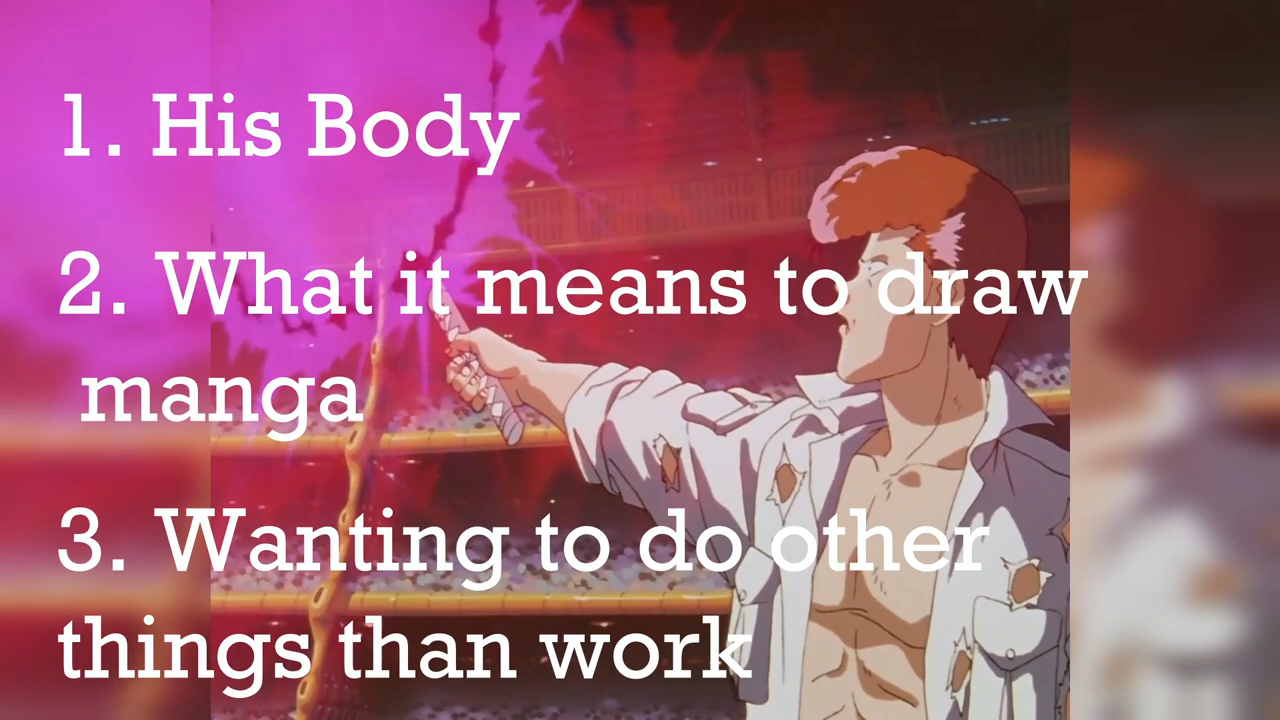 1. His Body
2. What it means to draw
manga
3. Wanting to do other
things than work